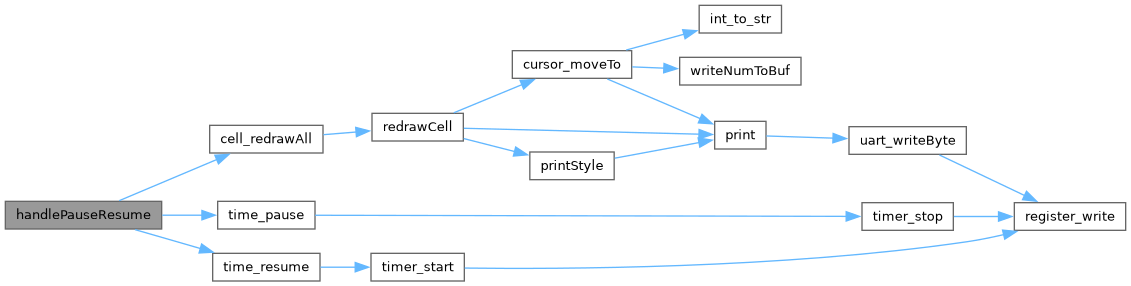 handlePauseResume
cell_redrawAll
redrawCell
cursor_moveTo
int_to_str
writeNumToBuf
print
uart_writeByte
register_write
printStyle
time_pause
timer_stop
time_resume
timer_start